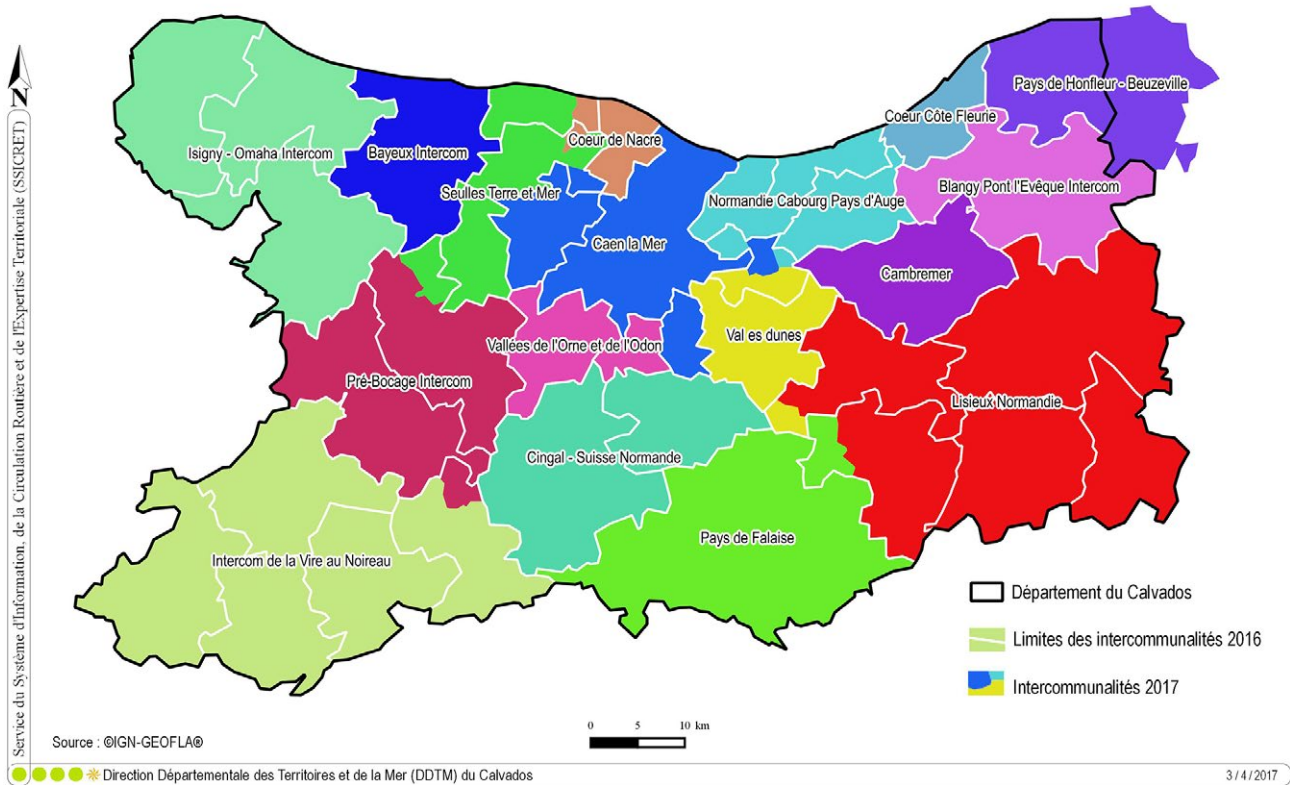 Pays de Honfleur - Beuzeville
Coeur Côte Fleurie
Coeur de Nacre
Isigny - Omaha Intercom
Bayeux Intercom
Blangy Pont l'Evêque Intercom
Seulles Terre et Mer
Normandie Cabourg Pays d'Auge
Caen la Mer
Cambremer
Val es dunes
Vallées de l'Orne et de l'Odon
Pré-Bocage Intercom
Lisieux Normandie
Cingal - Suisse Normande
Pays de Falaise
Intercom de la Vire au Noireau
Département du Calvados
Limites des intercommunalités 2016
Intercommunalités 2017
0 5 10 km
Source : ©IGN-GEOFLA®
N
Service du Système d'Information, de la Circulation Routière et de l'Expertise Territoriale (SSICRET)
Direction Départementale des Territoires et de la Mer (DDTM) du Calvados
3 / 4 / 2017